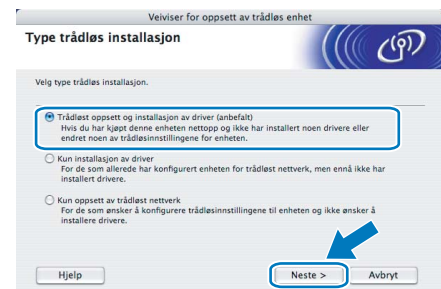 Veiviser for oppsett av trådløs enhet
Type trådløs installasjon
Velg type trådløs installasjon.
Trådløst oppsett og installasjon av driver (anbefalt)
Hvis du har kjøpt denne enheten nettopp og ikke har installert noen drivere eller
endret noen av trådløsinnstillingene for enheten.
Kun installasjon av driver
For de som allerede har konfigurert enheten for trådløst nettverk, men ennå ikke har
installert drivere.
Kun oppsett av trådløst nettverk
For de som ønsker å konfigurere trådløsinnstillingene til enheten og ikke ønsker å
installere drivere.
Hjelp
Neste >
Avbryt